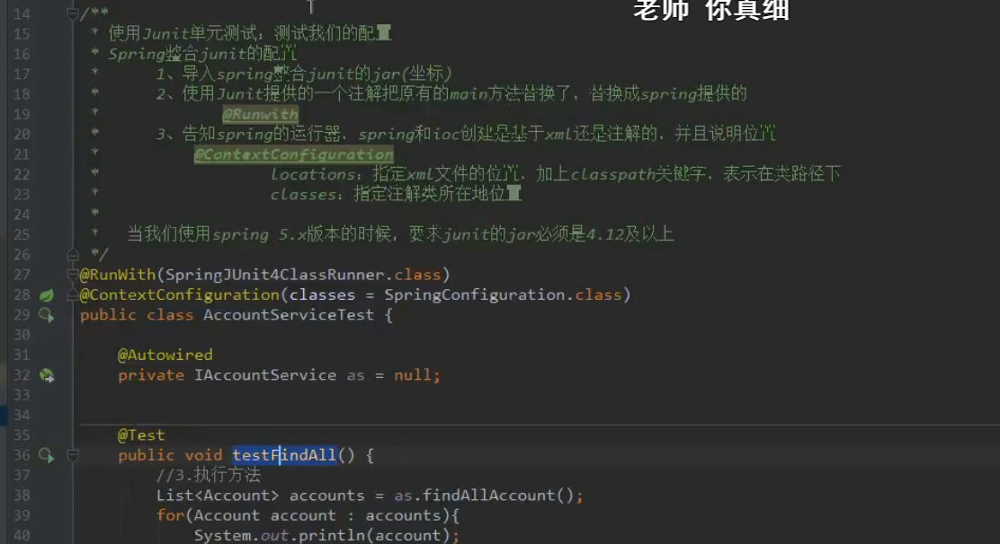 老师 你真细
14 /**
15 * 使用Junit单元测试：测试我们的配置
16 * Spring整合junit的配置
17 * 1、导入spring整合junit的jar(坐标)
18 * 2、使用Junit提供的一个注解把原有的main方法替换了，替换成spring提供的
19 * @Runwith
20 * 3、告知spring的运行器，spring和ioc创建是基于xml还是注解的，并且说明位置
21 * @ContextConfiguration
22 * locations：指定xml文件的位置，加上classpath关键字，表示在类路径下
23 * classes：指定注解类所在地位置
24 *
25 * 当我们使用spring 5.x版本的时候，要求junit的jar必须是4.12及以上
26 */
27 @RunWith(SpringJUnit4ClassRunner.class)
28 @ContextConfiguration(classes = SpringConfiguration.class)
29 public class AccountServiceTest {
30
31 @Autowired
32 private IAccountService as = null;
33
34
35 @Test
36 public void testFindAll() {
37 //3.执行方法
38 List<Account> accounts = as.findAllAccount();
39 for(Account account : accounts){
40 System.out.println(account);